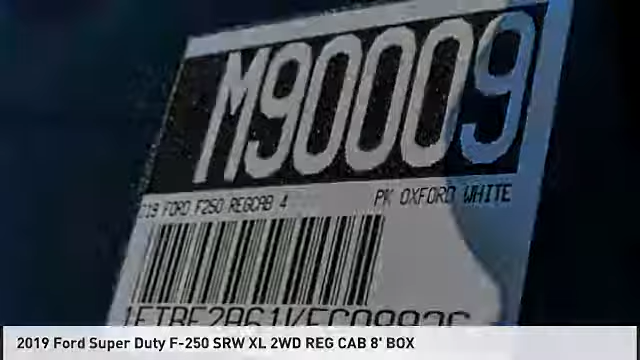 M90009
019 FORD F250 REGCAB 4 PK OXFORD WHITE
2019 Ford Super Duty F-250 SRW XL 2WD REG CAB 8' BOX